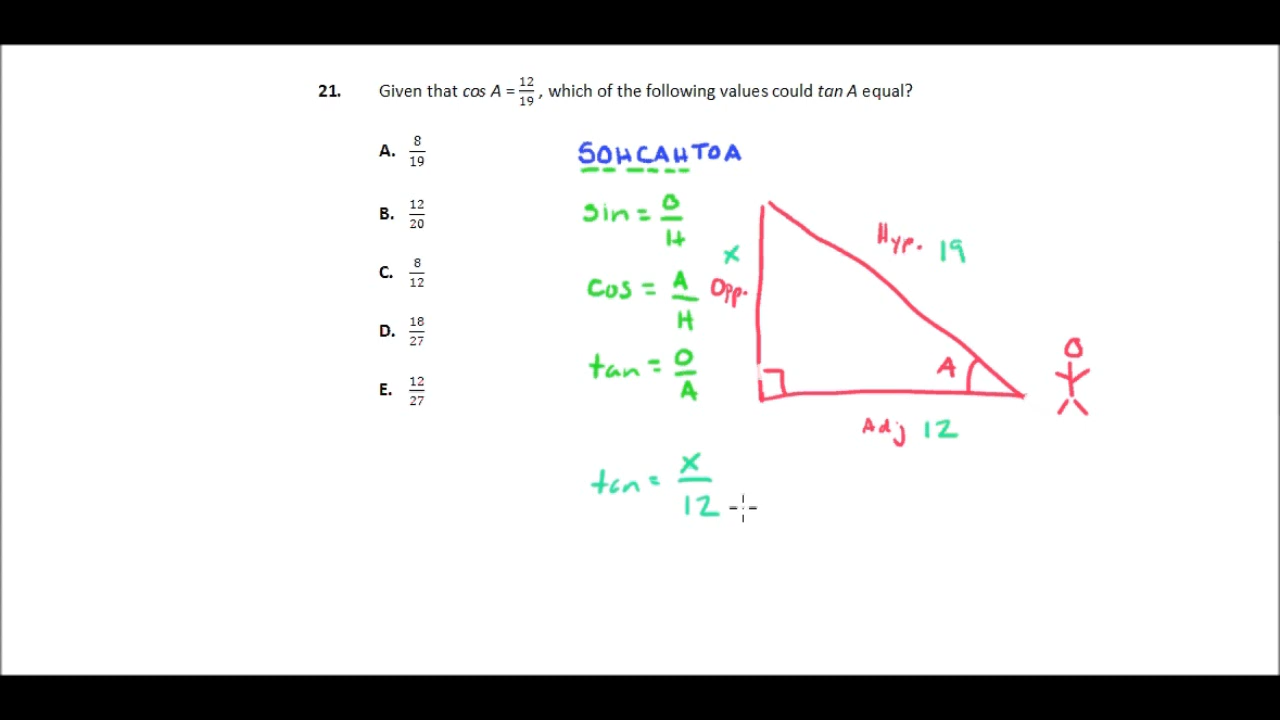 21. Given that cos A = 12/19, which of the following values could tan A equal?
A. 8/19
B. 12/20
C. 8/12
D. 18/27
E. 12/27
SOHCAHTOA
sin = O/H
cos = A/H
tan = O/A
tan = x/12
x
Opp.
Hyp. 19
A
Adj 12